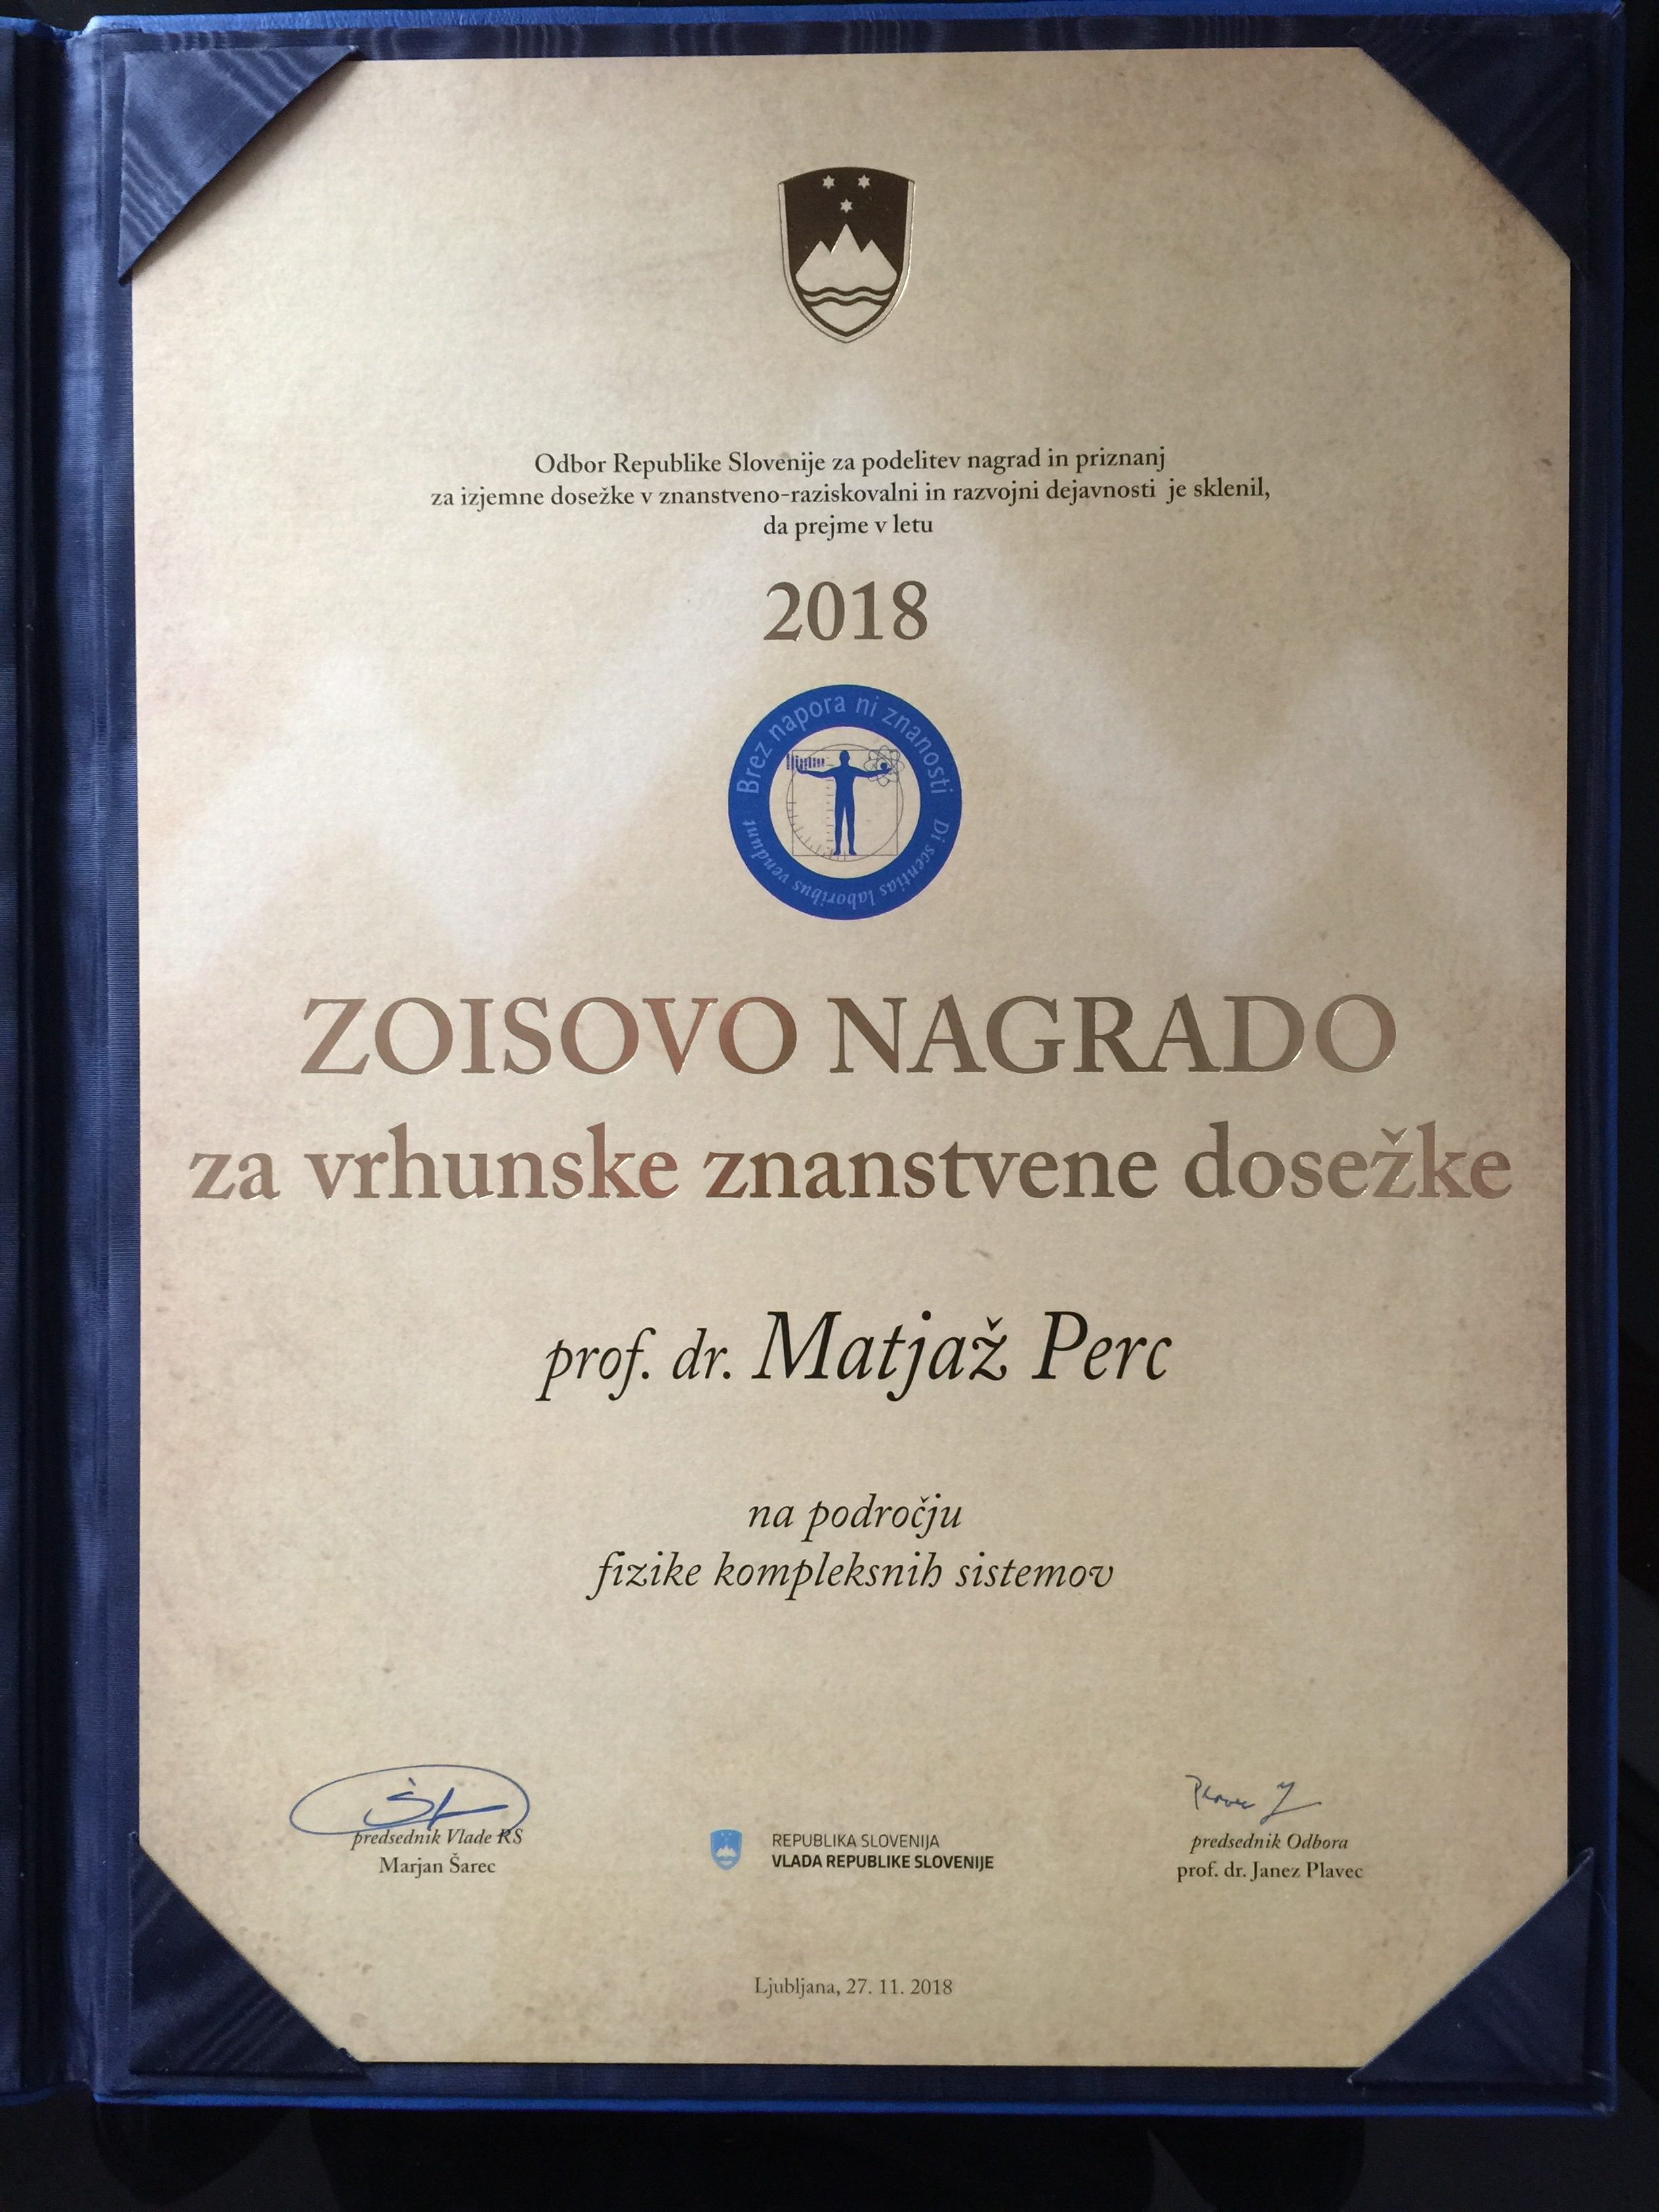 Odbor Republike Slovenije za podelitev nagrad in priznanj
za izjemne dosežke v znanstveno-raziskovalni in razvojni dejavnosti je sklenil,
da prejme v letu
2018
Brez napora ni znanosti
Di scentias laboribus vendunt
ZOISOVO NAGRADO
za vrhunske znanstvene dosežke
prof. dr. Matjaž Perc
na področju
fizike kompleksnih sistemov
predsednik Vlade RS
Marjan Šarec
REPUBLIKA SLOVENIJA
VLADA REPUBLIKE SLOVENIJE
Plavec J
predsednik Odbora
prof. dr. Janez Plavec
Ljubljana, 27. 11. 2018